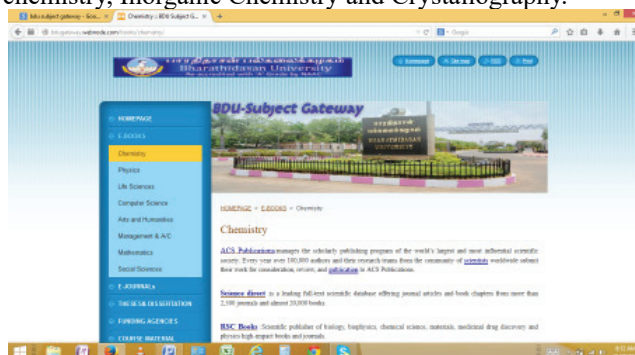 chemistry, Inorganic Chemistry and Crystallography.
Bharathidasan University
Re-accredited with 'A' Grade by NAAC
BDU-Subject Gateway
HOMEPAGE
E-BOOKS
Chemistry
Physics
Life Sciences
Computer Science
Arts and Humanities
Management & A/C
Mathematics
Social Sciences
E-JOURNALs
THESES& DISSERTATION
FUNDING AGENCIES
COURSE MATERIAL
HOMEPAGE > E-BOOKS > Chemistry
Chemistry
ACS Publications manages the scholarly publishing program of the world's largest and most influential scientific
society. Every year over 100,000 authors and their research teams from the community of scientists worldwide submit
their work for consideration, review, and publication in ACS Publications.
Science direct is a leading full-text scientific database offering journal articles and book chapters from more than
2,500 journals and almost 20,000 books.
RSC Books Scientific publisher of biology, biophysics, chemical science, materials, medicinal drug discovery and
physics high-impact books and journals.